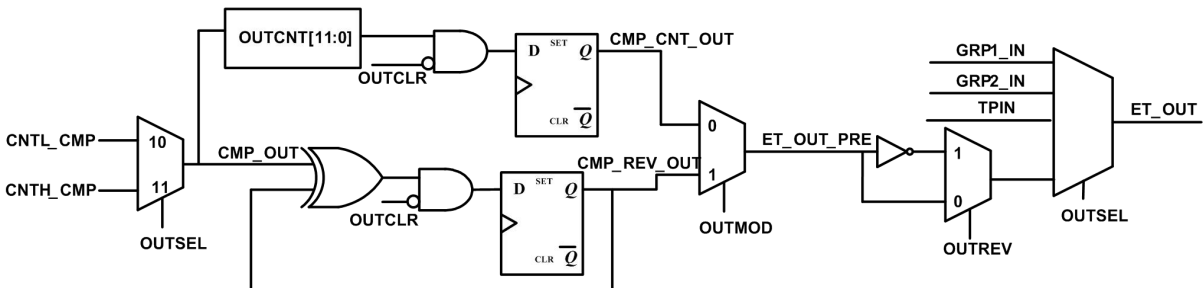 OUTCNT[11:0]
OUTCLR
D SET Q
CLR Q
CMP_CNT_OUT
CNTL_CMP
CNTH_CMP
10
11
OUTSEL
CMP_OUT
OUTCLR
D SET Q
CLR Q
CMP_REV_OUT
0
1
OUTMOD
ET_OUT_PRE
1
0
OUTREV
GRP1_IN
GRP2_IN
TPIN
OUTSEL
ET_OUT